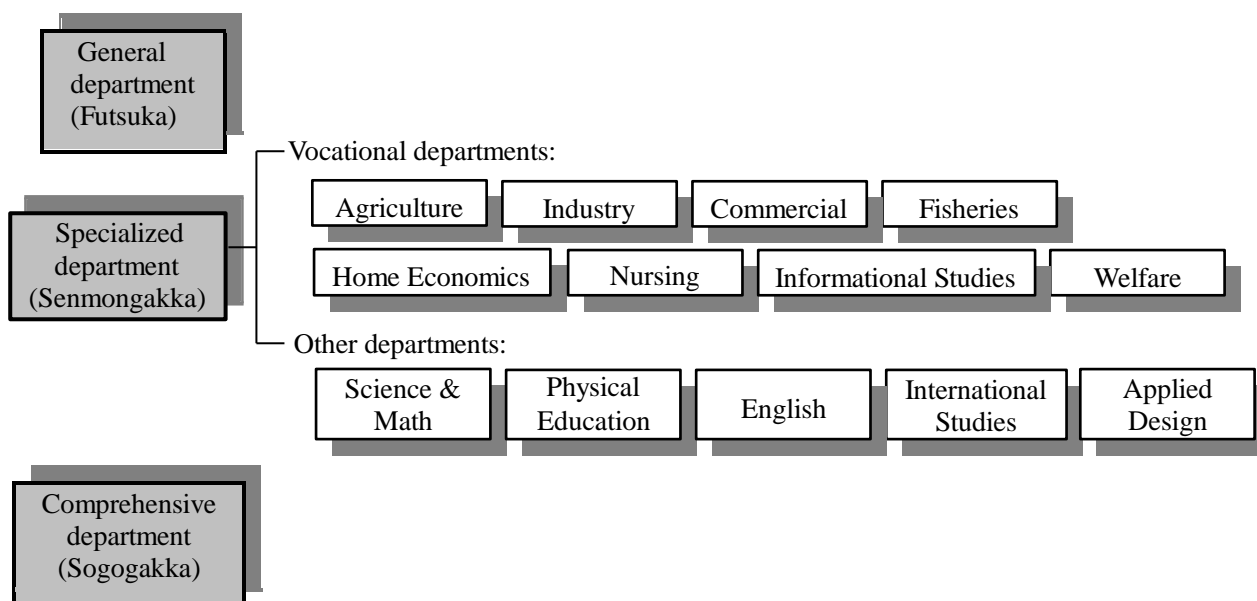 General
department
(Futsuka)
Vocational departments:
Agriculture Industry Commercial Fisheries
Specialized
department
(Senmongakka)
Home Economics Nursing Informational Studies Welfare
Other departments:
Science &
Math
Physical
Education
English
International
Studies
Applied
Design
Comprehensive
department
(Sogogakka)